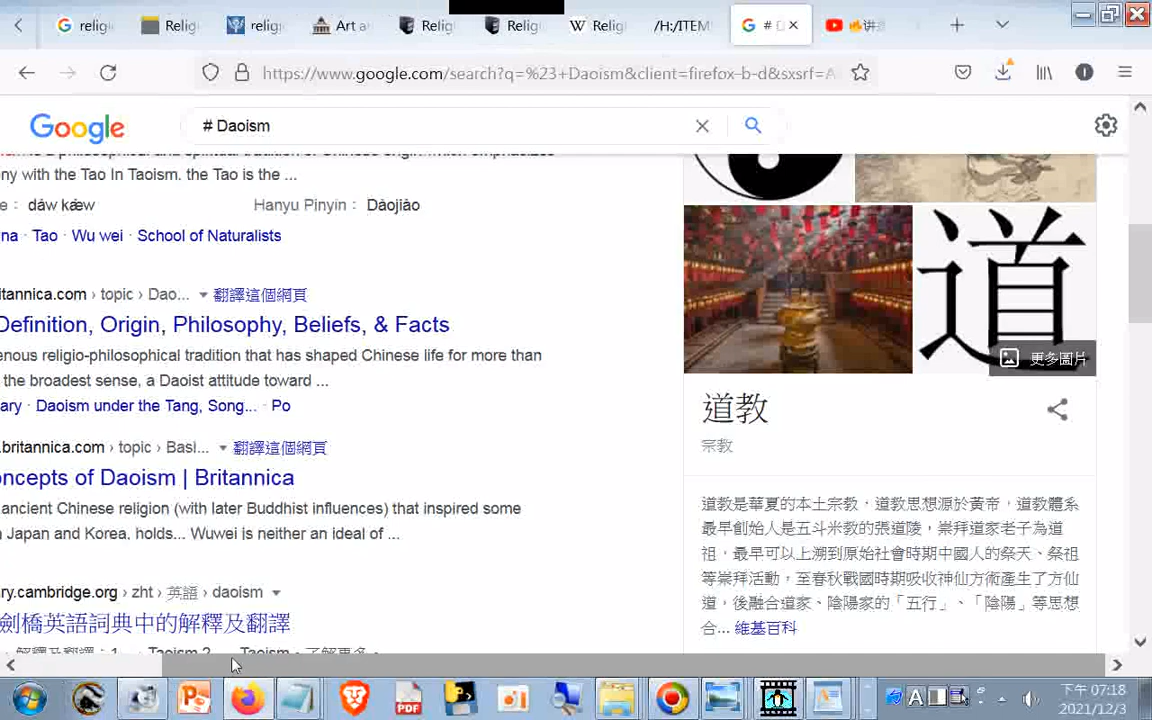 religi
Relig
religi
Art a
Relig
Relig
W Relig
/H:/ITEM
# D
讲
https://www.google.com/search?q=%23+Daoism&client=firefox-b-d&sxsrf=A
Google
# Daoism
ny with the Tao In Taoism. the Tao is the ...
e： dâw kǣw
Hanyu Pinyin： Dàojiào
na · Tao · Wu wei · School of Naturalists
itannica.com › topic › Dao... 翻譯這個網頁
Definition, Origin, Philosophy, Beliefs, & Facts
enous religio-philosophical tradition that has shaped Chinese life for more than
the broadest sense, a Daoist attitude toward ...
ary · Daoism under the Tang, Song... · Po
.britannica.com › topic › Basi... 翻譯這個網頁
oncepts of Daoism | Britannica
ancient Chinese religion (with later Buddhist influences) that inspired some
n Japan and Korea, holds... Wuwei is neither an ideal of ...
ry.cambridge.org › zht › 英語 › daoism
劍橋英語詞典中的解釋及翻譯
道
更多圖片
道教
宗教
道教是華夏的本土宗教，道教思想源於黃帝，道教體系
最早創始人是五斗米教的張道陵，崇拜道家老子為道
祖，最早可以上溯到原始社會時期中國人的祭天、祭祖
等崇拜活動，至春秋戰國時期吸收神仙方術產生了方仙
道，後融合道家、陰陽家的「五行」、「陰陽」等思想
合... 維基百科
PDF
A
下午 07:18
2021/12/3